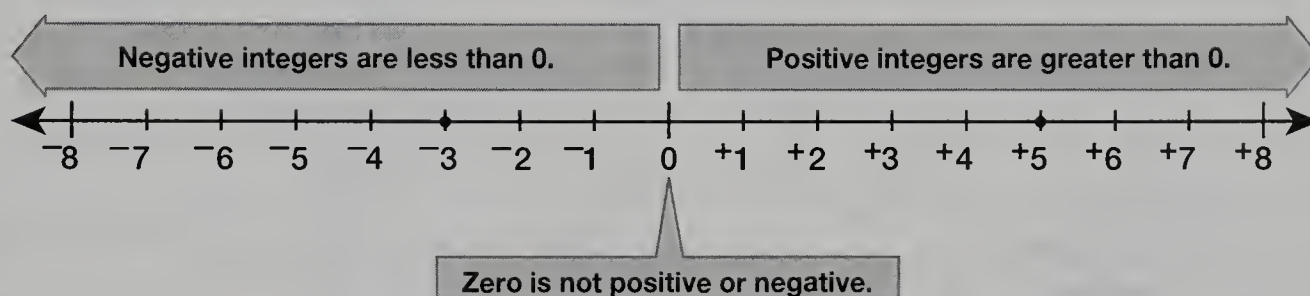 Negative integers are less than 0. Positive integers are greater than 0.
⁻8 ⁻7 ⁻6 ⁻5 ⁻4 ⁻3 ⁻2 ⁻1 0 ⁺1 ⁺2 ⁺3 ⁺4 ⁺5 ⁺6 ⁺7 ⁺8
Zero is not positive or negative.